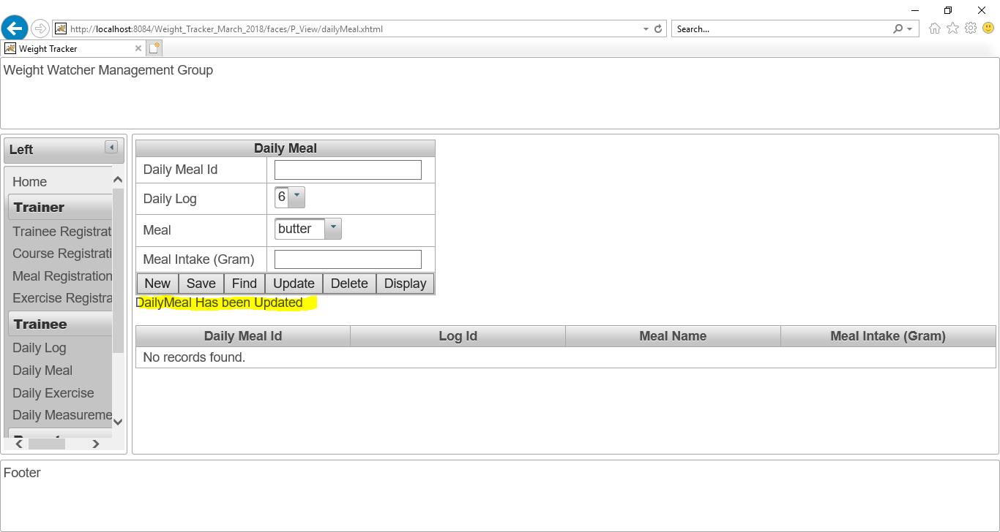 http://localhost:8084/Weight_Tracker_March_2018/faces/P_View/dailyMeal.xhtml
Search...
Weight Tracker
Weight Watcher Management Group
Left
Home
Trainer
Trainee Registrat
Course Registrati
Meal Registration
Exercise Registra
Trainee
Daily Log
Daily Meal
Daily Exercise
Daily Measureme
Daily Meal
Daily Meal Id
Daily Log 6
Meal butter
Meal Intake (Gram)
New Save Find Update Delete Display
DailyMeal Has been Updated
Daily Meal Id Log Id Meal Name Meal Intake (Gram)
No records found.
Footer